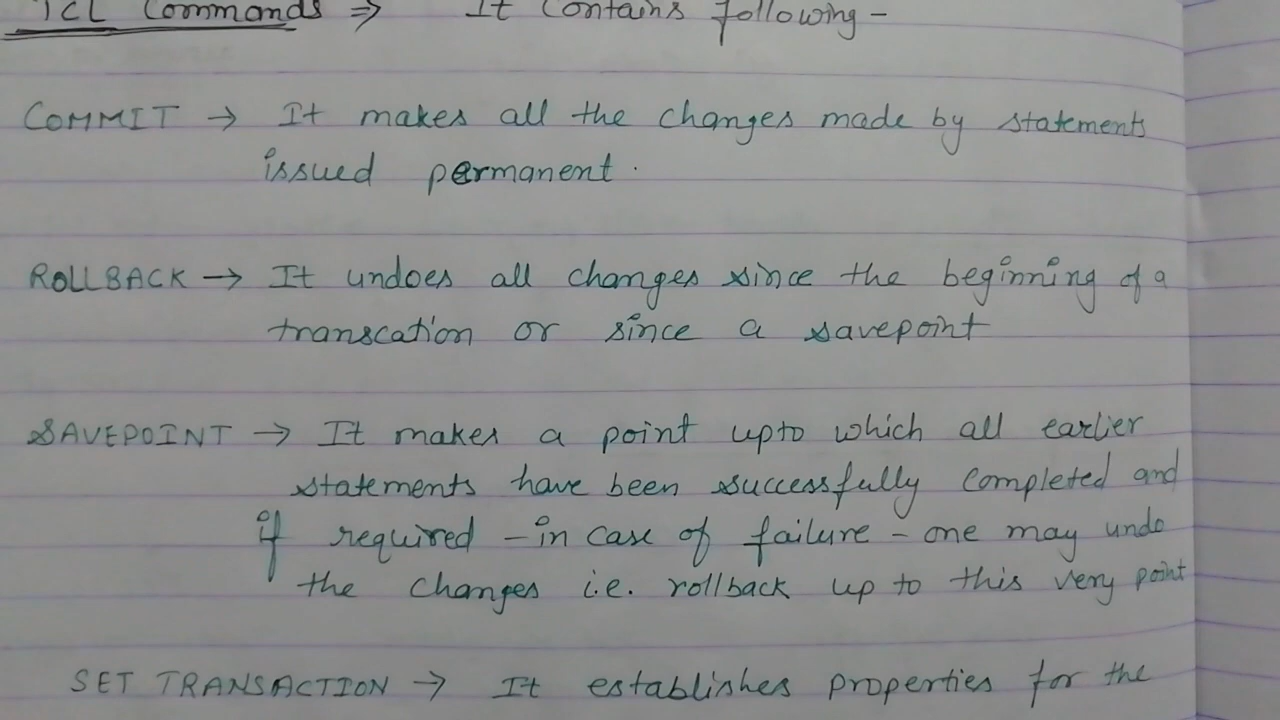 TCL Commands ⇒ It Contains following -
COMMIT → It makes all the changes made by statements
issued permanent.
ROLLBACK → It undoes all changes since the beginning of a
transcation or since a savepoint
SAVEPOINT → It makes a point upto which all earlier
statements have been successfully completed and
if required - in case of failure - one may undo
the changes i.e. rollback up to this very point
SET TRANSACTION → It establishes properties for the